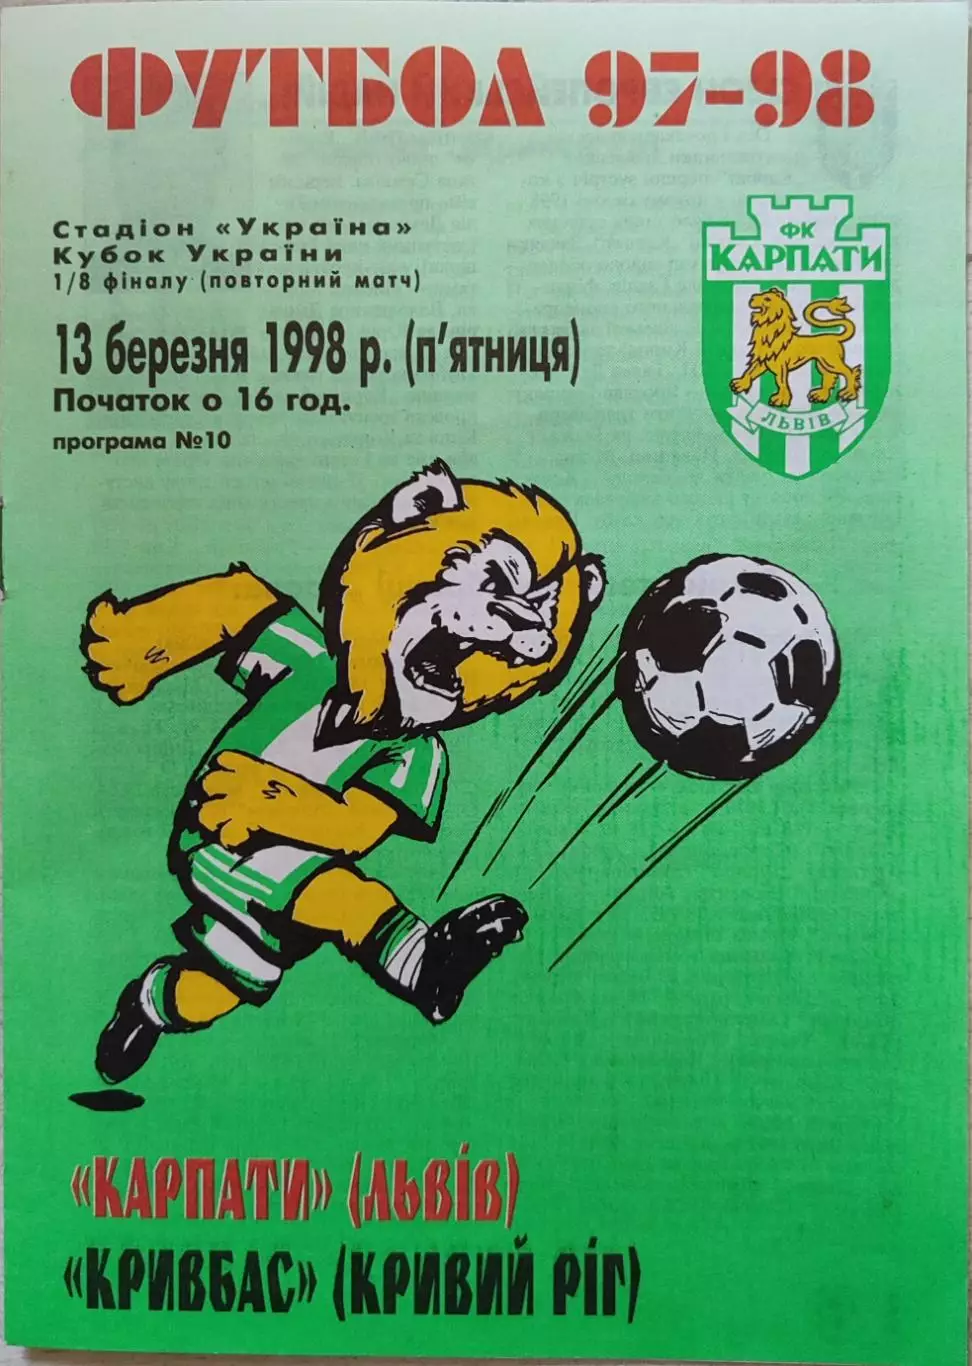 ФУТБОЛ 97-98
Стадіон «Україна»
Кубок України
1/8 фіналу (повторний матч)
13 березня 1998 р. (п'ятниця)
Початок о 16 год.
програма №10
ФК
КАРПАТИ
ЛЬВІВ
«КАРПАТИ» (ЛЬВІВ)
«КРИВБАС» (КРИВИЙ РІГ)